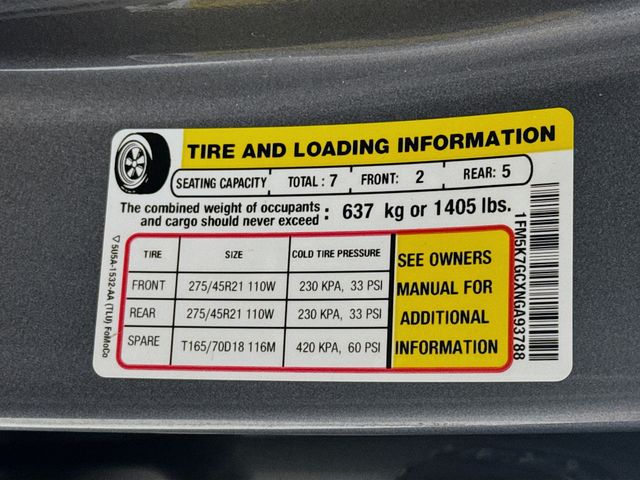 TIRE AND LOADING INFORMATION
SEATING CAPACITY TOTAL : 7 FRONT: 2 REAR: 5
The combined weight of occupants
and cargo should never exceed : 637 kg or 1405 lbs.
TIRE SIZE COLD TIRE PRESSURE
FRONT 275/45R21 110W 230 KPA, 33 PSI
REAR 275/45R21 110W 230 KPA, 33 PSI
SPARE T165/70D18 116M 420 KPA, 60 PSI
SEE OWNERS
MANUAL FOR
ADDITIONAL
INFORMATION
5U5A-1532-AA (TLU) FoMoCo
1FM5K7GCXNGA93788